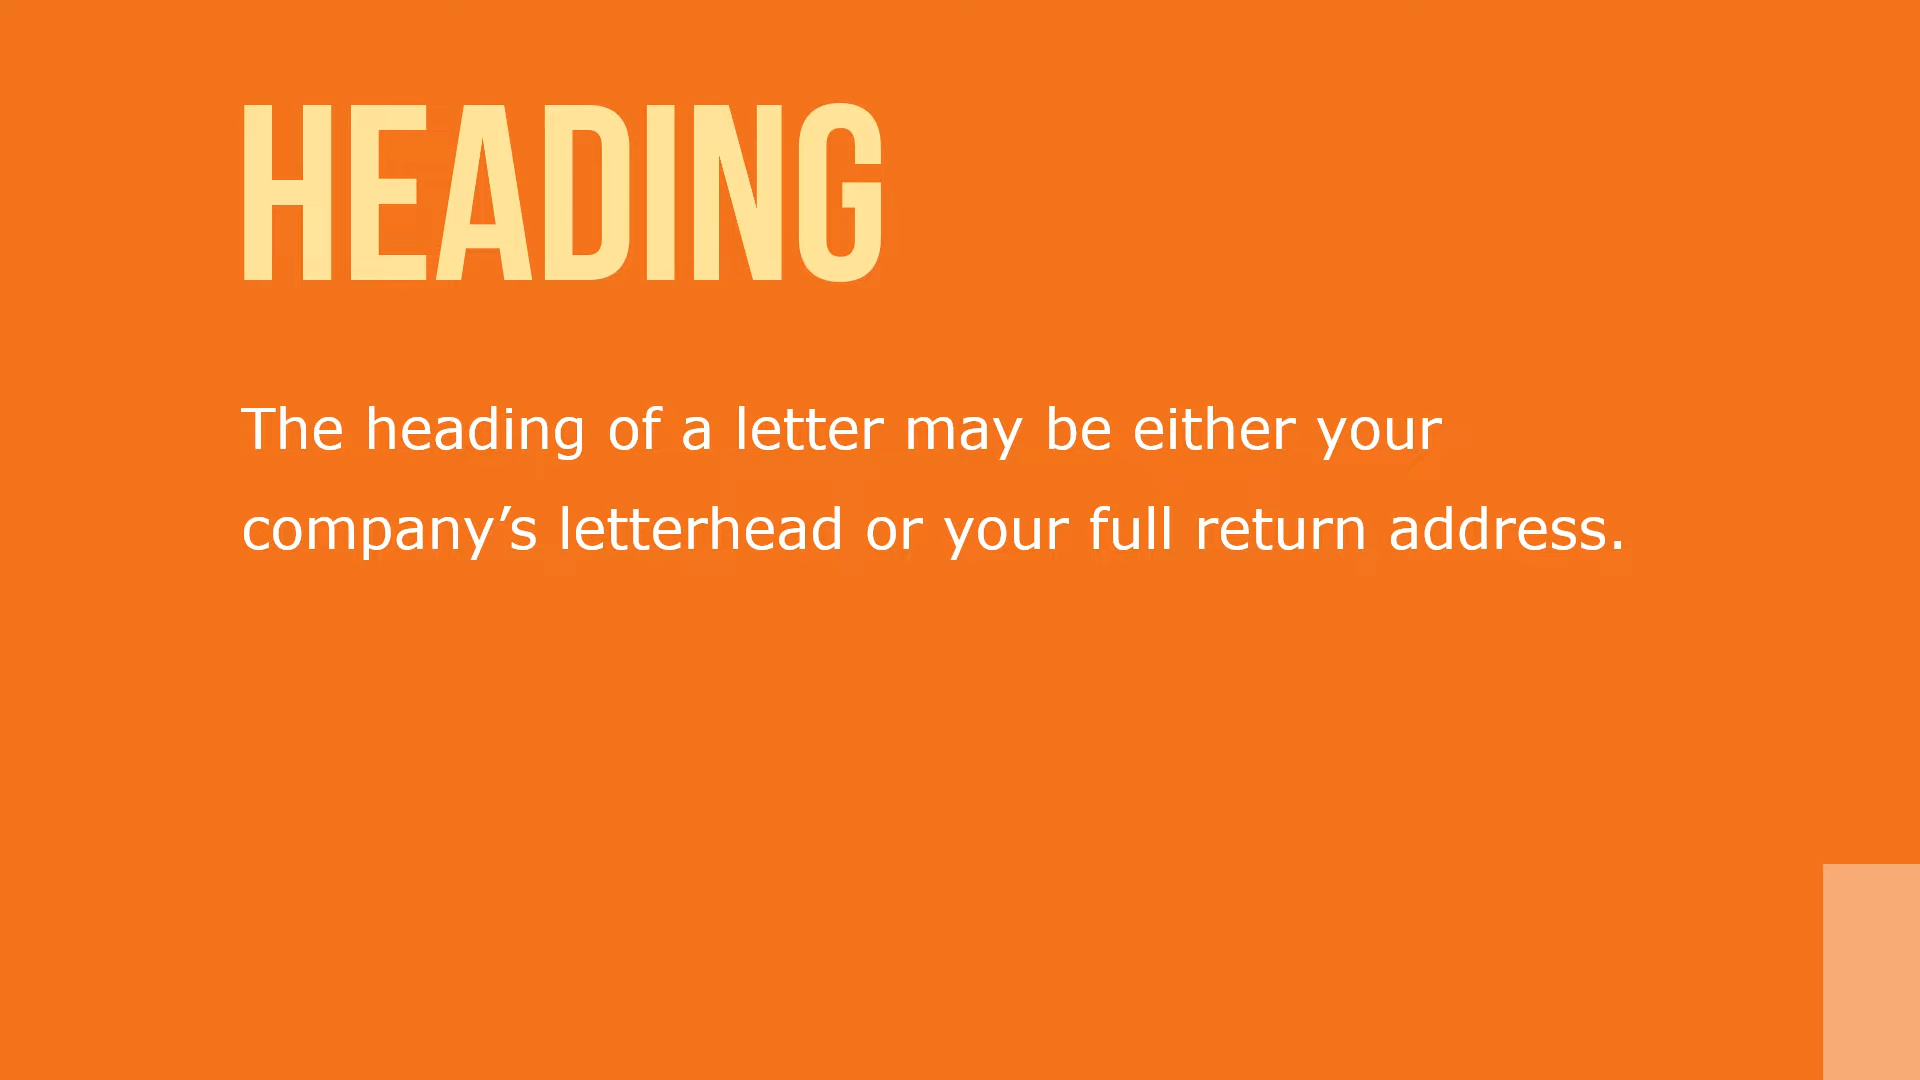 HEADING
The heading of a letter may be either your
company’s letterhead or your full return address.